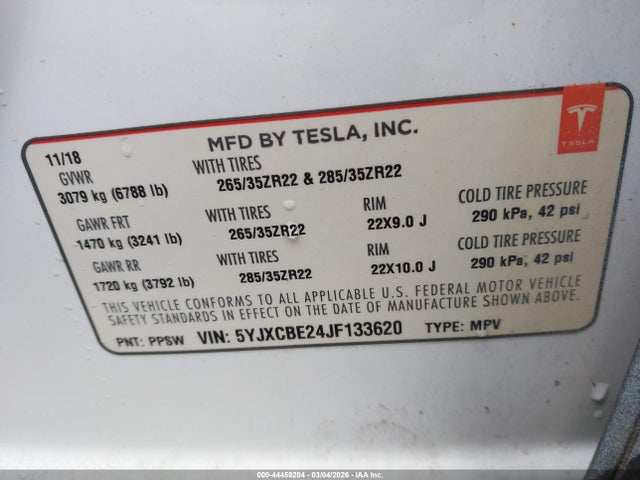 MFD BY TESLA, INC.
TESLA
11/18
GVWR WITH TIRES
3079 kg (6788 lb) 265/35ZR22 & 285/35ZR22
GAWR FRT WITH TIRES RIM COLD TIRE PRESSURE
1470 kg (3241 lb) 265/35ZR22 22X9.0 J 290 kPa, 42 psi
GAWR RR WITH TIRES RIM COLD TIRE PRESSURE
1720 kg (3792 lb) 285/35ZR22 22X10.0 J 290 kPa, 42 psi
THIS VEHICLE CONFORMS TO ALL APPLICABLE U.S. FEDERAL MOTOR VEHICLE
SAFETY STANDARDS IN EFFECT ON THE DATE OF MANUFACTURE SHOWN ABOVE.
PNT: PPSW VIN: 5YJXCBE24JF133620 TYPE: MPV
000-44459204 - 03/04/2026 - IAA Inc.